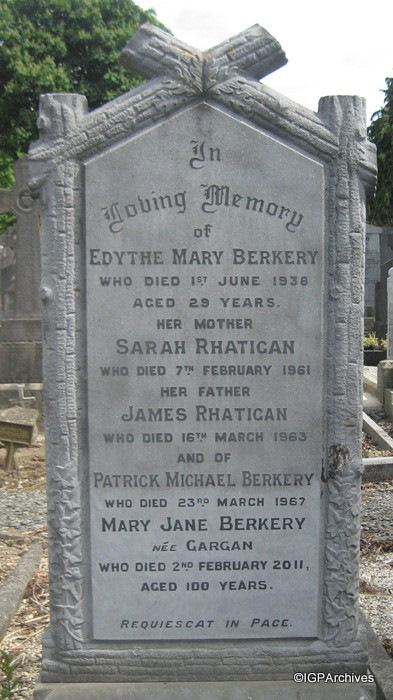 In
Loving Memory
of
EDYTHE MARY BERKERY
WHO DIED 1ST JUNE 1938
AGED 29 YEARS.
HER MOTHER
SARAH RHATIGAN
WHO DIED 7TH FEBRUARY 1961
HER FATHER
JAMES RHATIGAN
WHO DIED 16TH MARCH 1963
AND OF
PATRICK MICHAEL BERKERY
WHO DIED 23RD MARCH 1967
MARY JANE BERKERY
NÉE GARGAN
WHO DIED 2ND FEBRUARY 2011,
AGED 100 YEARS.
REQUIESCAT IN PACE.
©IGPArchives